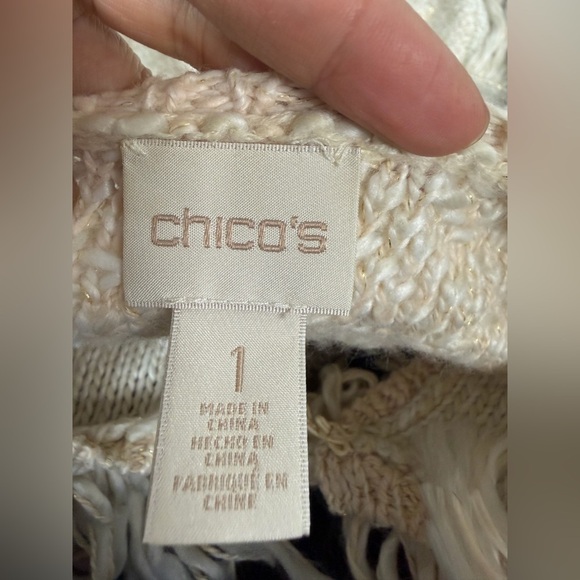 chico's
1
MADE IN
CHINA
HECHO EN
CHINA
FABRIQUE EN
CHINE